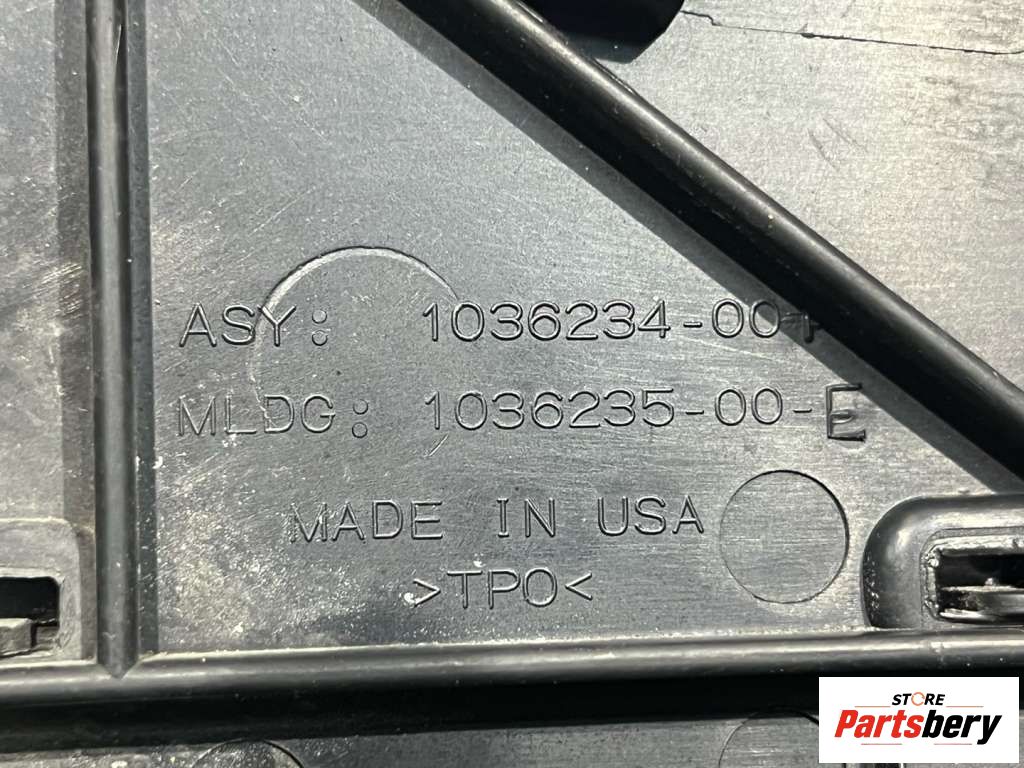 ASY: 1036234-00-
MLDG: 1036235-00-E
MADE IN USA
>TPO<
STORE
Partsbery